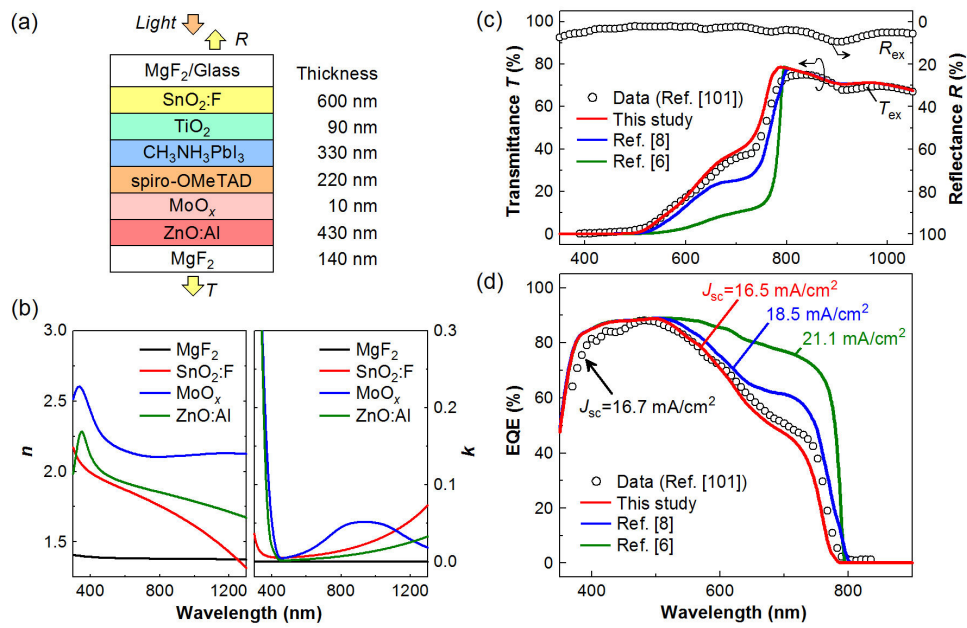 (a)
Light
R
MgF₂/Glass
Thickness
SnO₂:F 600 nm
TiO₂ 90 nm
CH₃NH₃PbI₃ 330 nm
spiro-OMeTAD 220 nm
MoOₓ 10 nm
ZnO:Al 430 nm
MgF₂ 140 nm
T
(b)
3.0
2.5
2.0
1.5
n
MgF₂
SnO₂:F
MoOₓ
ZnO:Al
400 800 1200
MgF₂
SnO₂:F
MoOₓ
ZnO:Al
0.3
0.2
0.1
0.0
k
400 800 1200
Wavelength (nm)
(c)
100
80
60
40
20
0
Transmittance T (%)
Rₑₓ
Tₑₓ
Data (Ref. [101])
This study
Ref. [8]
Ref. [6]
0
20
40
60
80
100
Reflectance R (%)
400 600 800 1000
(d)
100
80
60
40
20
0
EQE (%)
Jsc=16.5 mA/cm²
18.5 mA/cm²
21.1 mA/cm²
Jsc=16.7 mA/cm²
Data (Ref. [101])
This study
Ref. [8]
Ref. [6]
400 600 800
Wavelength (nm)